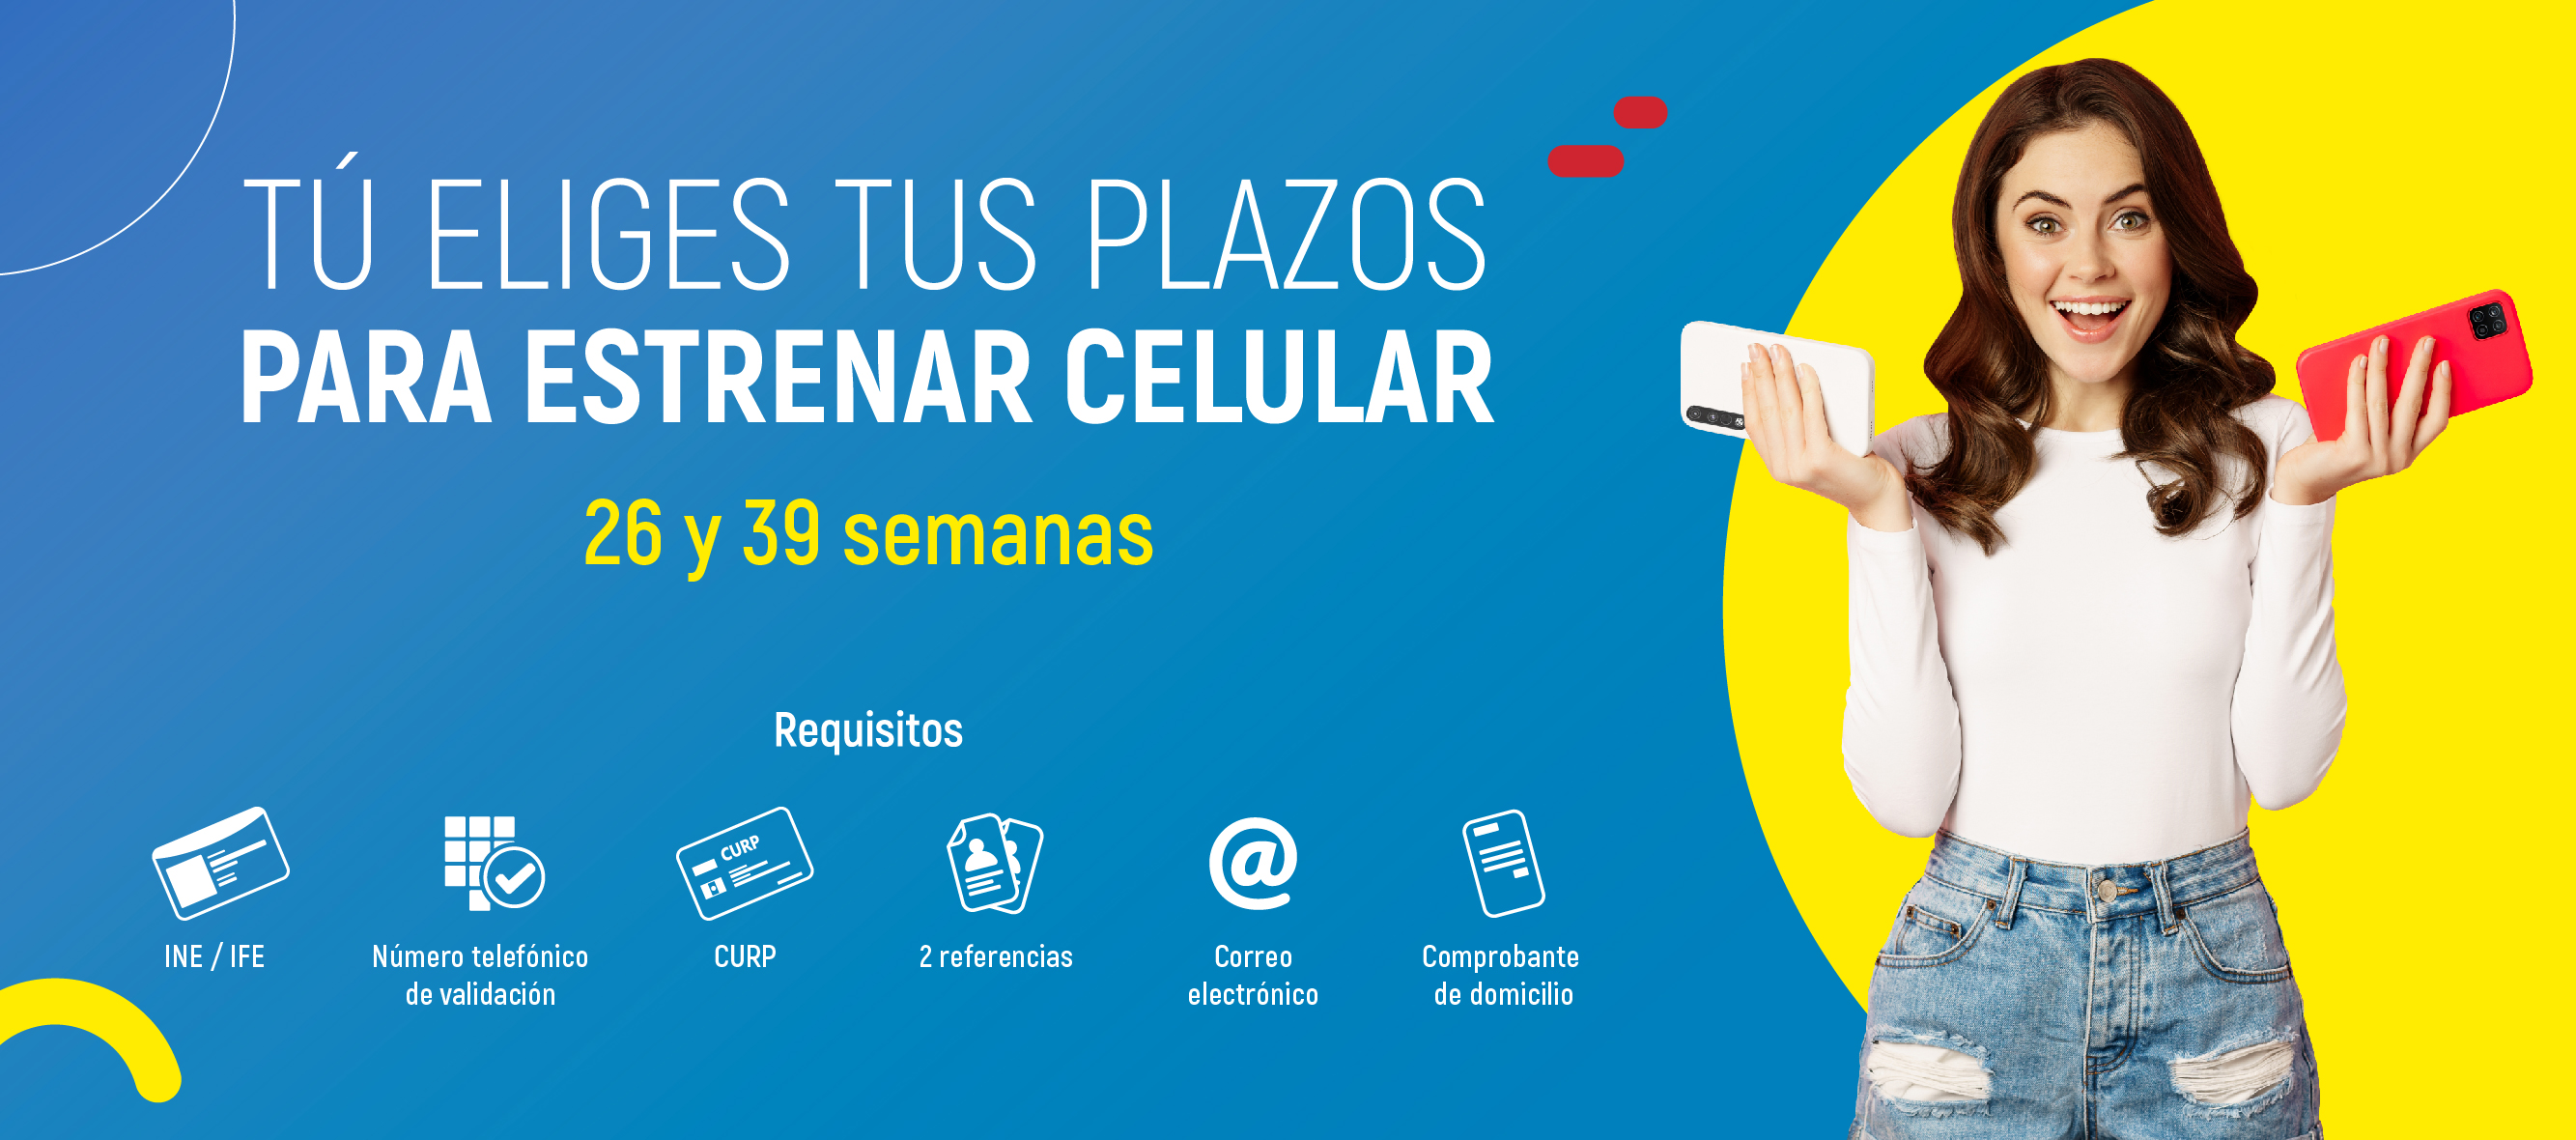 TÚ ELIGES TUS PLAZOS
PARA ESTRENAR CELULAR
26 y 39 semanas
Requisitos
CURP
INE / IFE
Número telefónico
de validación
CURP
2 referencias
Correo
electrónico
Comprobante
de domicilio